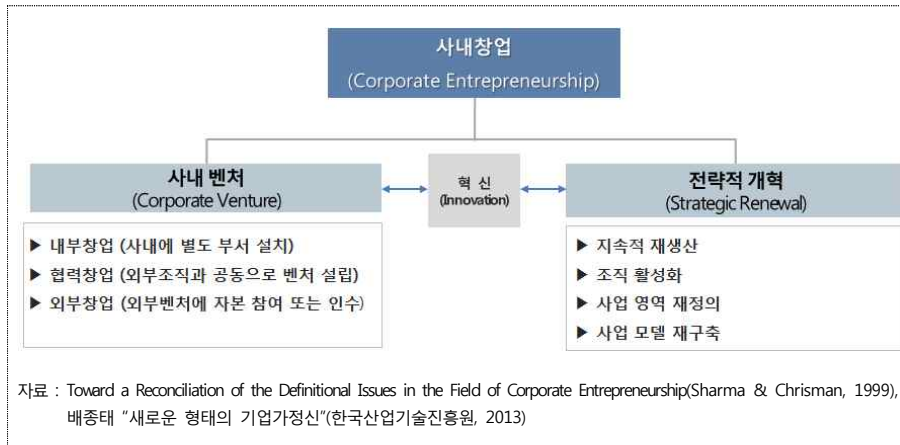 사내창업
(Corporate Entrepreneurship)
사내 벤처
(Corporate Venture)
혁 신
(Innovation)
전략적 개혁
(Strategic Renewal)
▶ 내부창업 (사내에 별도 부서 설치)
▶ 협력창업 (외부조직과 공동으로 벤처 설립)
▶ 외부창업 (외부벤처에 자본 참여 또는 인수)
▶ 지속적 재생산
▶ 조직 활성화
▶ 사업 영역 재정의
▶ 사업 모델 재구축
자료 : Toward a Reconciliation of the Definitional Issues in the Field of Corporate Entrepreneurship(Sharma & Chrisman, 1999),
배종태 "새로운 형태의 기업가정신"(한국산업기술진흥원, 2013)